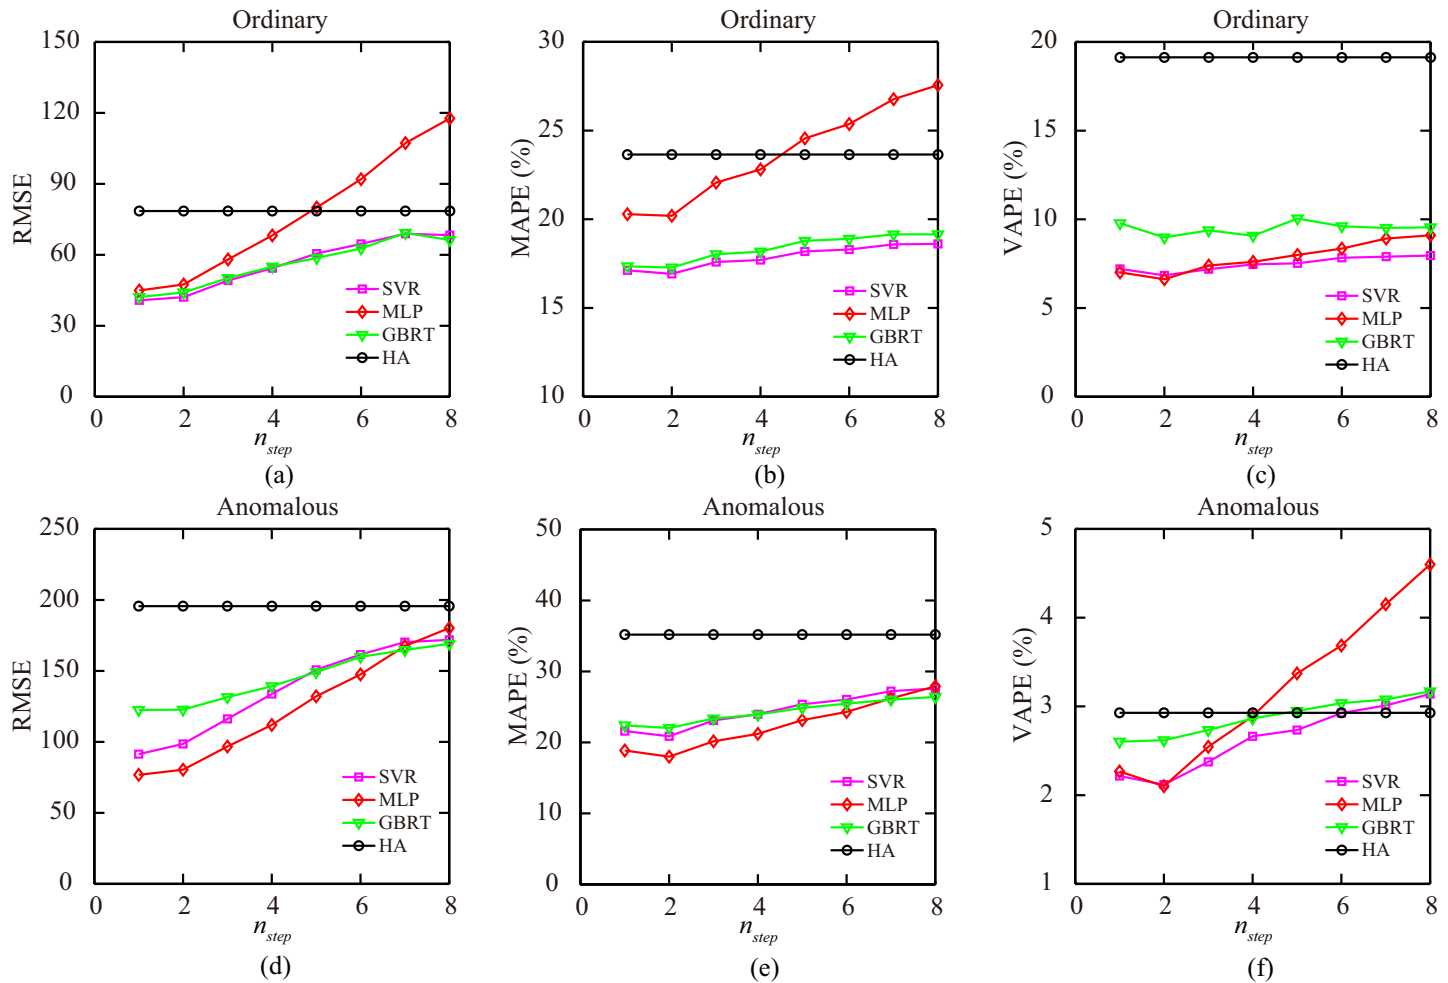 Ordinary
150
120
90
60
30
0
RMSE
SVR
MLP
GBRT
HA
0 2 4 6 8
n_step
(a)
Ordinary
30
25
20
15
10
MAPE (%)
SVR
MLP
GBRT
HA
0 2 4 6 8
n_step
(b)
Ordinary
20
15
10
5
0
VAPE (%)
SVR
MLP
GBRT
HA
0 2 4 6 8
n_step
(c)
Anomalous
250
200
150
100
50
0
RMSE
SVR
MLP
GBRT
HA
0 2 4 6 8
n_step
(d)
Anomalous
50
40
30
20
10
0
MAPE (%)
SVR
MLP
GBRT
HA
0 2 4 6 8
n_step
(e)
Anomalous
5
4
3
2
1
VAPE (%)
SVR
MLP
GBRT
HA
0 2 4 6 8
n_step
(f)